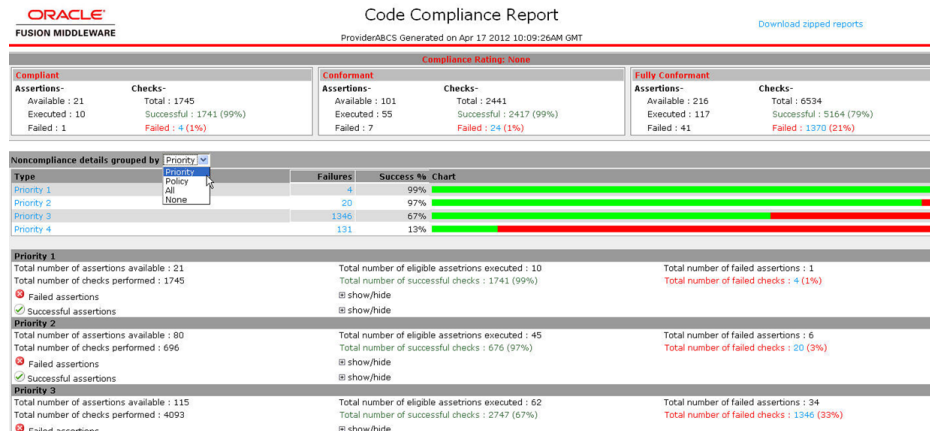 ORACLE
FUSION MIDDLEWARE
Code Compliance Report
ProviderABCS Generated on Apr 17 2012 10:09:26AM GMT
Download zipped reports
Compliance Rating: None
Compliant
Assertions- Checks-
Available : 21 Total : 1745
Executed : 10 Successful : 1741 (99%)
Failed : 1 Failed : 4 (1%)
Conformant
Assertions- Checks-
Available : 101 Total : 2441
Executed : 55 Successful : 2417 (99%)
Failed : 7 Failed : 24 (1%)
Fully Conformant
Assertions- Checks-
Available : 216 Total : 6534
Executed : 117 Successful : 5164 (79%)
Failed : 41 Failed : 1370 (21%)
Noncompliance details grouped by Priority
Priority
Policy
All
None
Type Failures Success % Chart
Priority 1 4 99%
Priority 2 20 97%
Priority 3 1346 67%
Priority 4 131 13%
Priority 1
Total number of assertions available : 21 Total number of eligible assetrions executed : 10 Total number of failed assertions : 1
Total number of checks performed : 1745 Total number of successful checks : 1741 (99%) Total number of failed checks : 4 (1%)
Failed assertions show/hide
Successful assertions show/hide
Priority 2
Total number of assertions available : 80 Total number of eligible assetrions executed : 45 Total number of failed assertions : 6
Total number of checks performed : 696 Total number of successful checks : 676 (97%) Total number of failed checks : 20 (3%)
Failed assertions show/hide
Successful assertions show/hide
Priority 3
Total number of assertions available : 115 Total number of eligible assetrions executed : 62 Total number of failed assertions : 34
Total number of checks performed : 4093 Total number of successful checks : 2747 (67%) Total number of failed checks : 1346 (33%)
Failed assertions show/hide